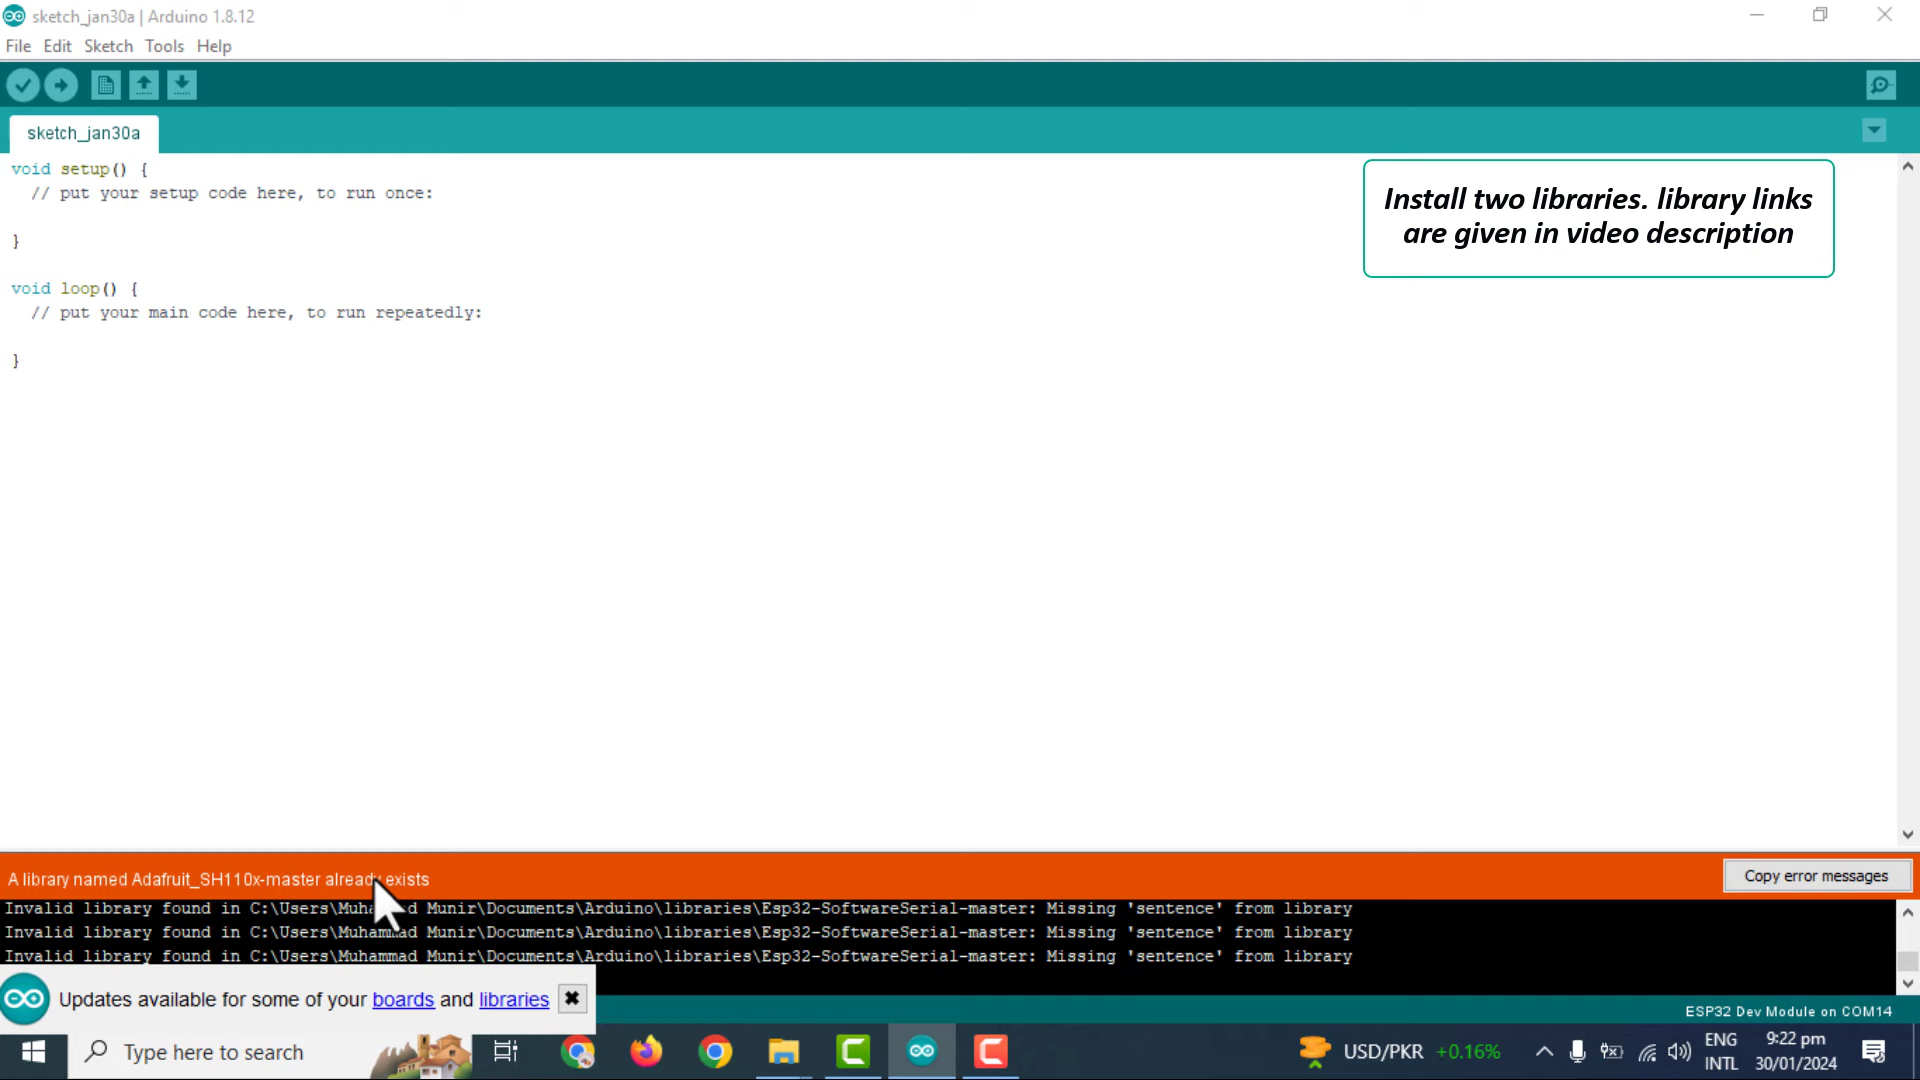 sketch_jan30a | Arduino 1.8.12
File Edit Sketch Tools Help
sketch_jan30a
void setup() {
// put your setup code here, to run once:
}
void loop() {
// put your main code here, to run repeatedly:
}
Install two libraries. library links
are given in video description
A library named Adafruit_SH110x-master already exists
Copy error messages
Invalid library found in C:\Users\Muhammad Munir\Documents\Arduino\libraries\Esp32-SoftwareSerial-master: Missing 'sentence' from library
Invalid library found in C:\Users\Muhammad Munir\Documents\Arduino\libraries\Esp32-SoftwareSerial-master: Missing 'sentence' from library
Invalid library found in C:\Users\Muhammad Munir\Documents\Arduino\libraries\Esp32-SoftwareSerial-master: Missing 'sentence' from library
Updates available for some of your boards and libraries
ESP32 Dev Module on COM14
Type here to search
USD/PKR +0.16%
ENG
INTL
9:22 pm
30/01/2024